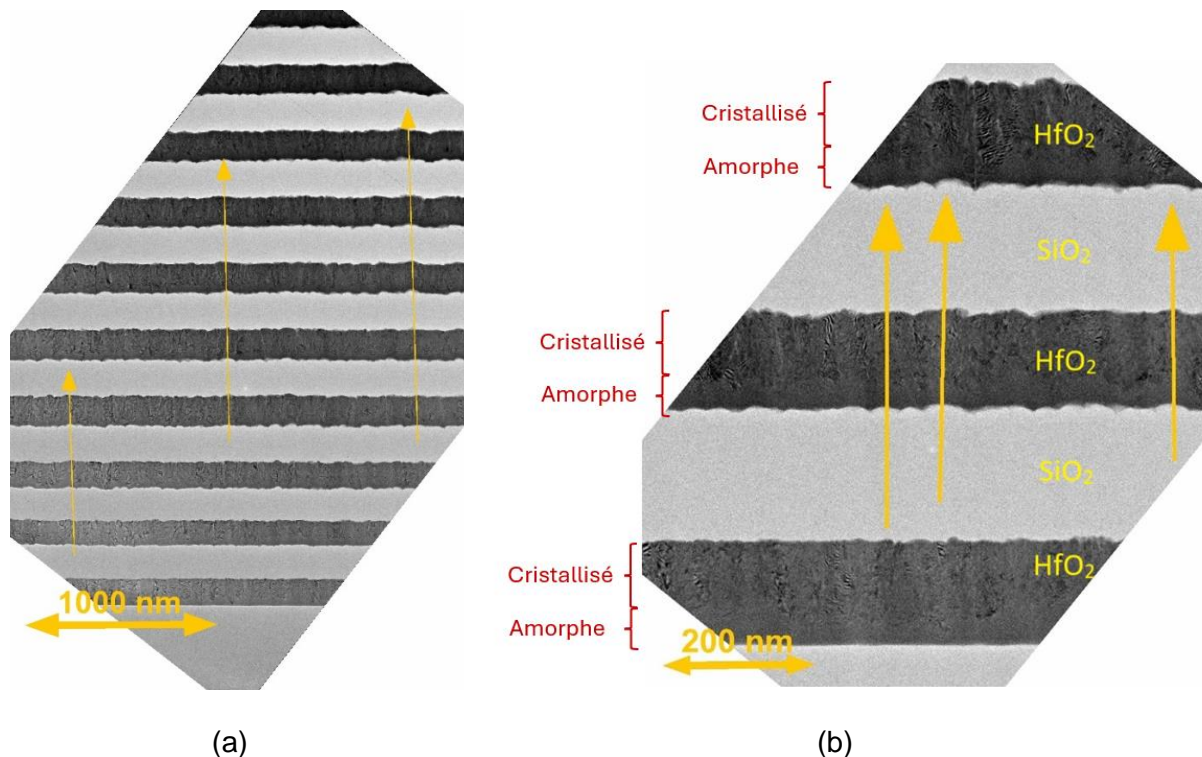 1000 nm
(a)
Cristallisé
Amorphe
HfO₂
SiO₂
Cristallisé
Amorphe
HfO₂
SiO₂
Cristallisé
Amorphe
HfO₂
200 nm
(b)